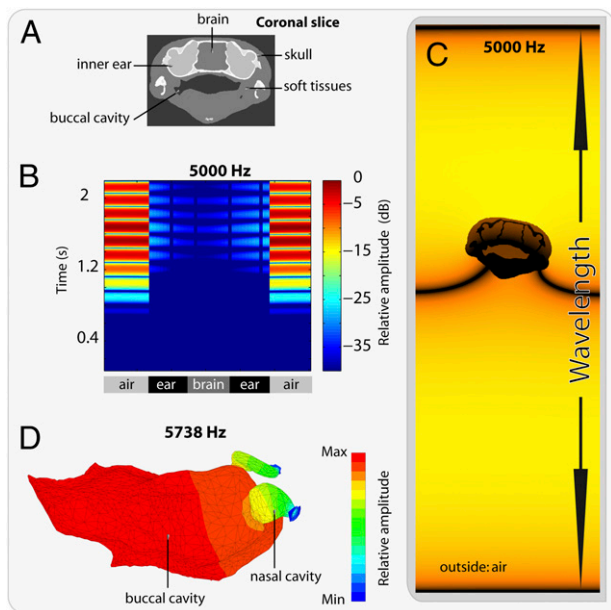 A
brain
Coronal slice
inner ear
skull
soft tissues
buccal cavity
B
5000 Hz
2
1.2
0.4
Time (s)
0
−5
−15
−25
−35
Relative amplitude (dB)
air
ear
brain
ear
air
C
5000 Hz
Wavelength
outside: air
D
5738 Hz
Max
Min
Relative amplitude
nasal cavity
buccal cavity